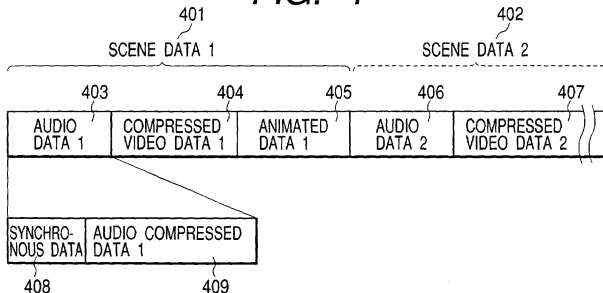 401
402
SCENE DATA 1
SCENE DATA 2
403
404
405
406
407
AUDIO DATA 1
COMPRESSED VIDEO DATA 1
ANIMATED DATA 1
AUDIO DATA 2
COMPRESSED VIDEO DATA 2
SYNCHRO-
NOUS DATA
AUDIO COMPRESSED
DATA 1
408
409